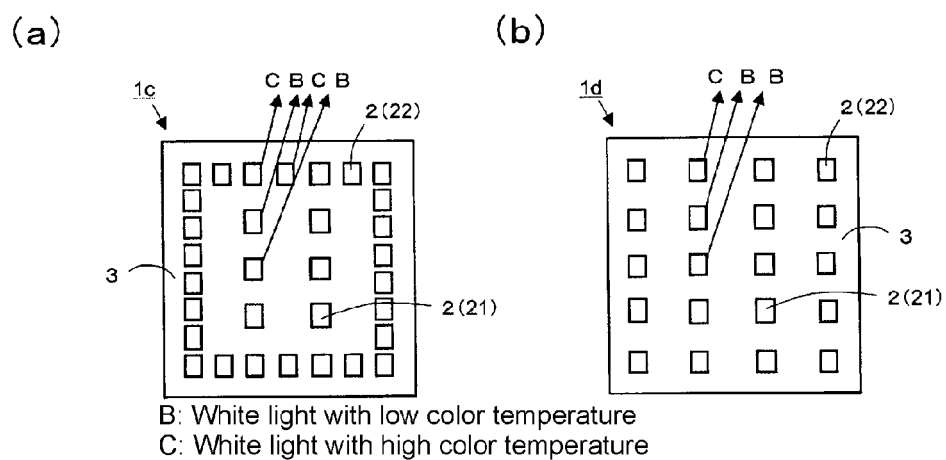 (a)
(b)
C B C B
1c
2(22)
3
2(21)
C B B
1d
2(22)
3
2(21)
B: White light with low color temperature
C: White light with high color temperature